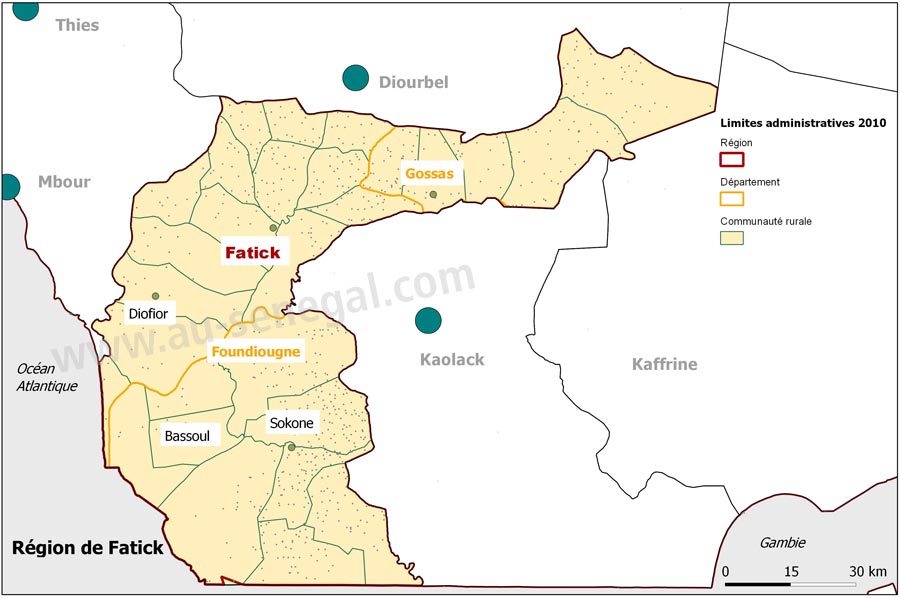 Thies
Diourbel
Mbour
Gossas
Fatick
Diofior
Foundiougne
Océan
Atlantique
Kaolack
Kaffrine
Bassoul
Sokone
Région de Fatick
Gambie
www.au-senegal.com
Limites administratives 2010
Région
Département
Communauté rurale
0 15 30 km